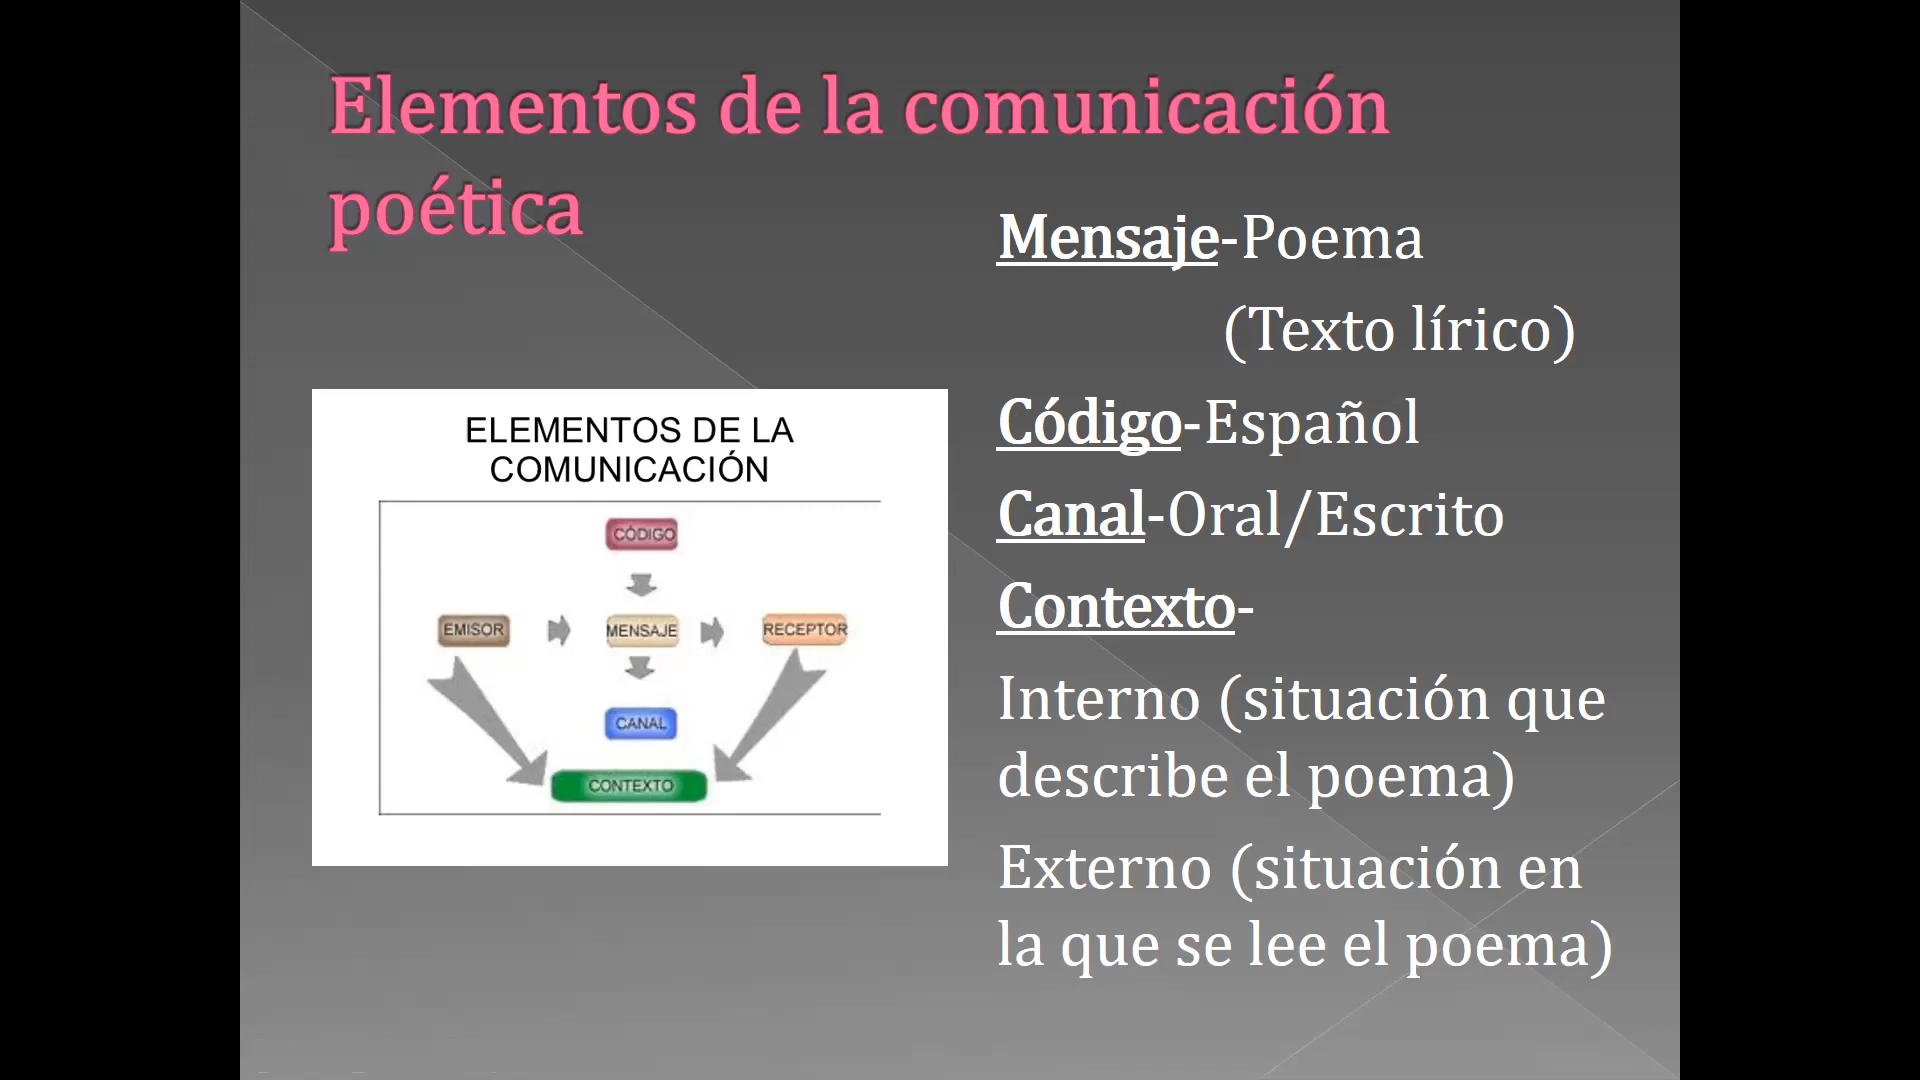 Elementos de la comunicación
poética
ELEMENTOS DE LA
COMUNICACIÓN
CÓDIGO
EMISOR
MENSAJE
RECEPTOR
CANAL
CONTEXTO
Mensaje-Poema
(Texto lírico)
Código-Español
Canal-Oral/Escrito
Contexto-
Interno (situación que
describe el poema)
Externo (situación en
la que se lee el poema)